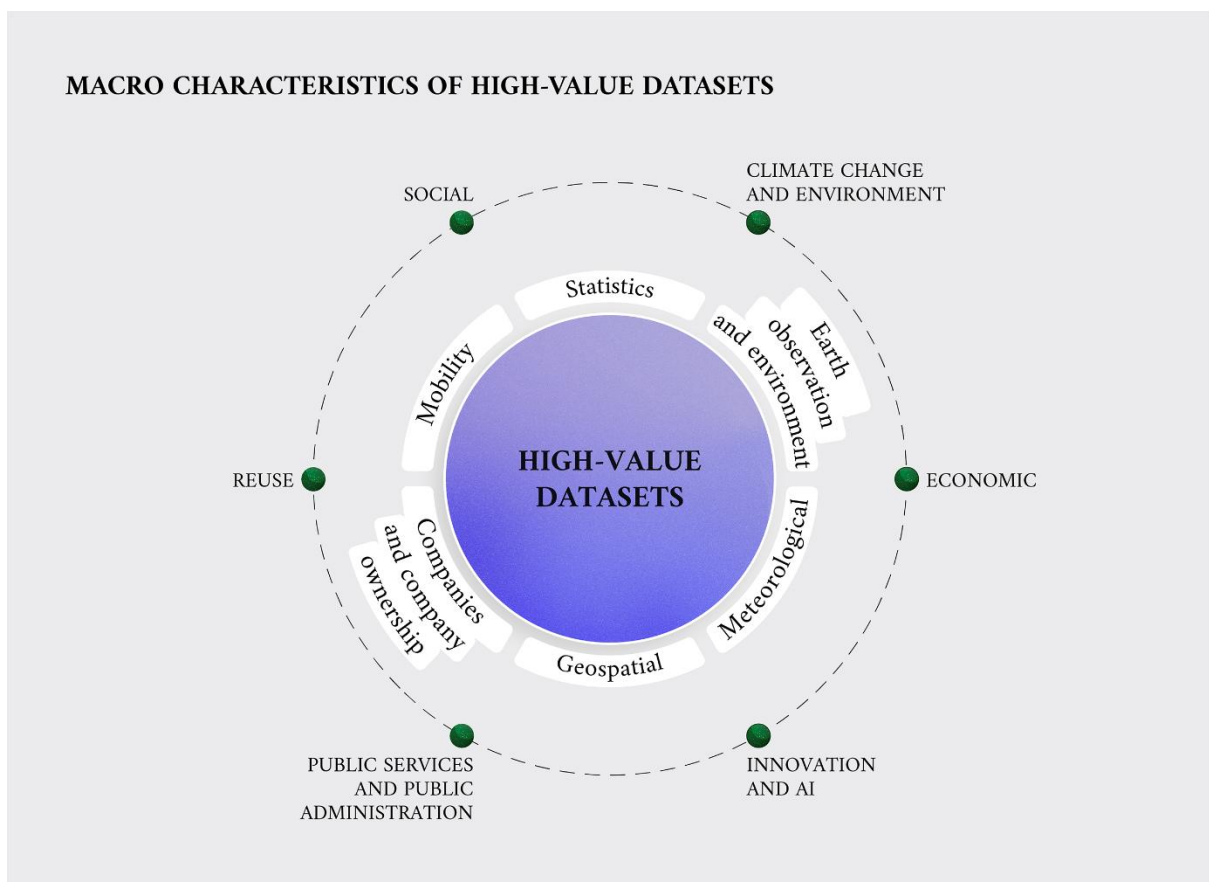 MACRO CHARACTERISTICS OF HIGH-VALUE DATASETS
CLIMATE CHANGE
AND ENVIRONMENT
SOCIAL
Statistics
Earth
observation
and environment
Mobility
HIGH-VALUE
DATASETS
REUSE
ECONOMIC
Companies
and company
ownership
Meteorological
Geospatial
PUBLIC SERVICES
AND PUBLIC
ADMINISTRATION
INNOVATION
AND AI